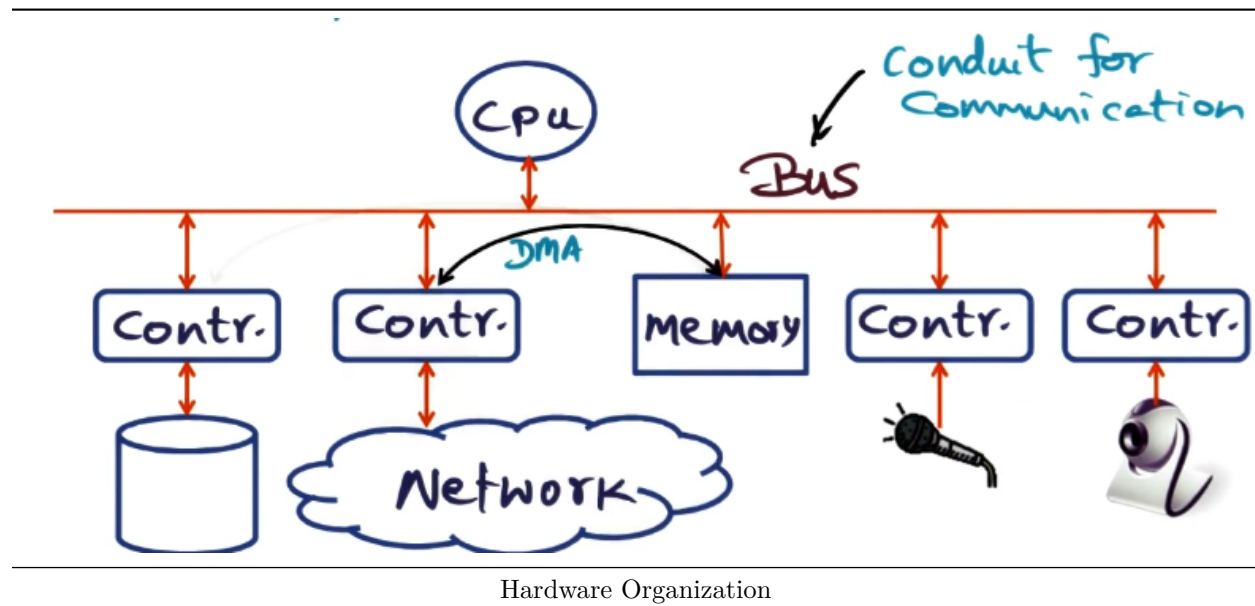 Conduit for
Communication
Cpu
Bus
DMA
Contr.
Contr.
Memory
Contr.
Contr.
Network
Hardware Organization